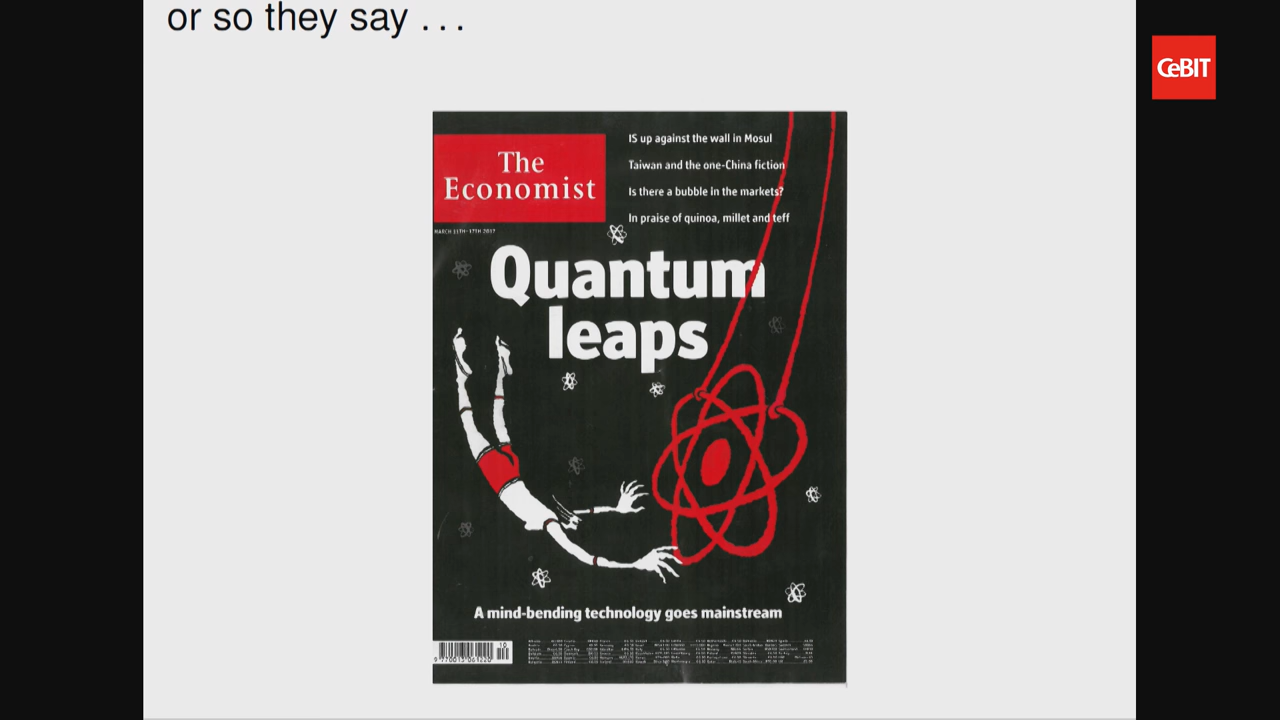 or so they say . . .
CeBIT
The
Economist
IS up against the wall in Mosul
Taiwan and the one-China fiction
Is there a bubble in the markets?
In praise of quinoa, millet and teff
MARCH 11TH–17TH 2017
Quantum
leaps
A mind-bending technology goes mainstream